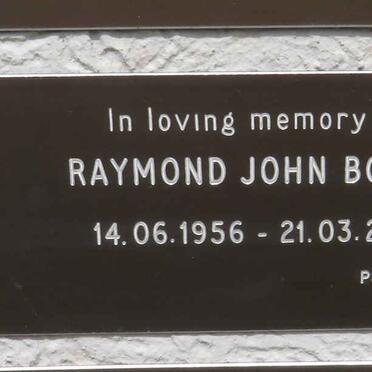 In loving memory
RAYMOND JOHN
14.06.1956 - 21.03.